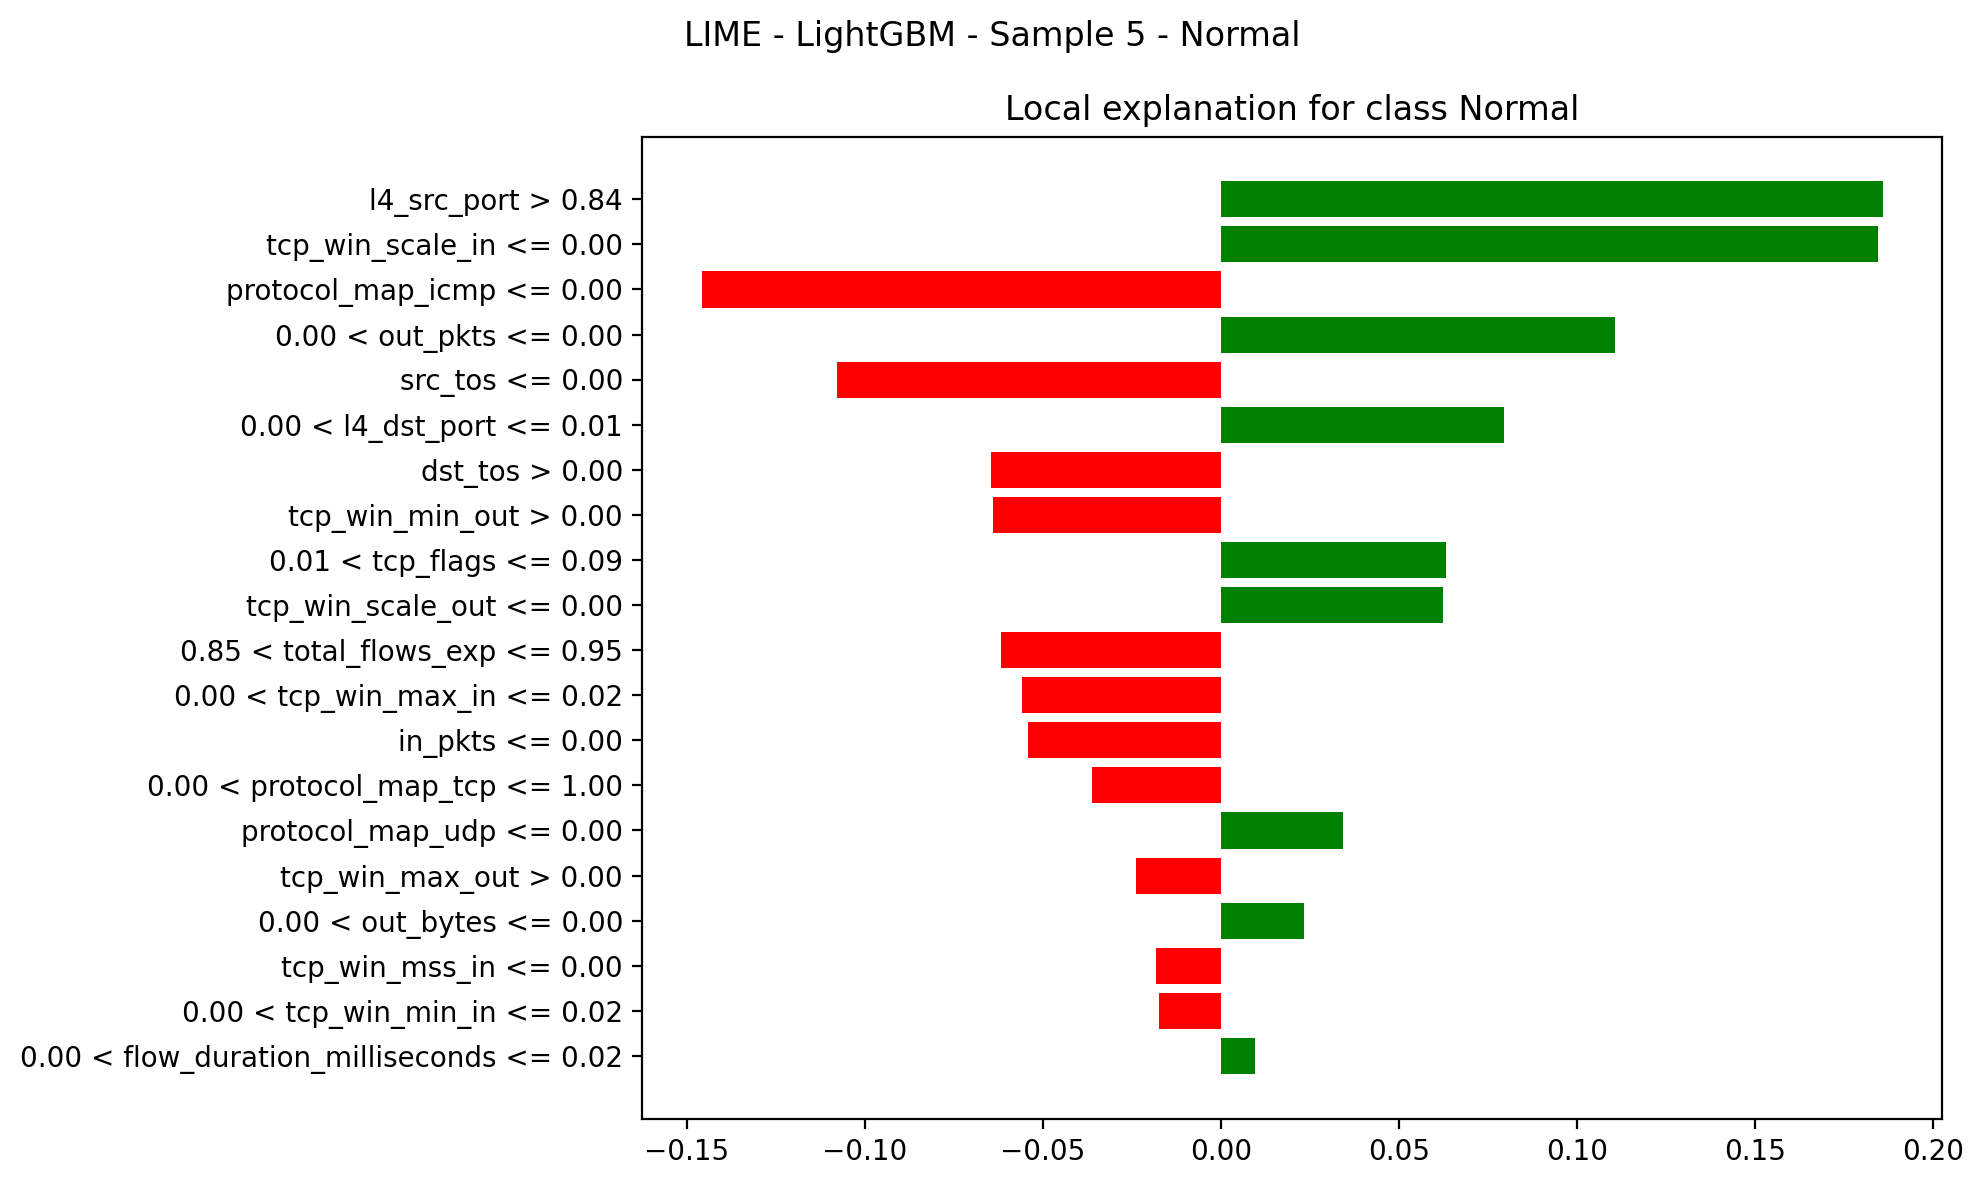 LIME - LightGBM - Sample 5 - Normal
Local explanation for class Normal
l4_src_port > 0.84
tcp_win_scale_in <= 0.00
protocol_map_icmp <= 0.00
0.00 < out_pkts <= 0.00
src_tos <= 0.00
0.00 < l4_dst_port <= 0.01
dst_tos > 0.00
tcp_win_min_out > 0.00
0.01 < tcp_flags <= 0.09
tcp_win_scale_out <= 0.00
0.85 < total_flows_exp <= 0.95
0.00 < tcp_win_max_in <= 0.02
in_pkts <= 0.00
0.00 < protocol_map_tcp <= 1.00
protocol_map_udp <= 0.00
tcp_win_max_out > 0.00
0.00 < out_bytes <= 0.00
tcp_win_mss_in <= 0.00
0.00 < tcp_win_min_in <= 0.02
0.00 < flow_duration_milliseconds <= 0.02
−0.15 −0.10 −0.05 0.00 0.05 0.10 0.15 0.20